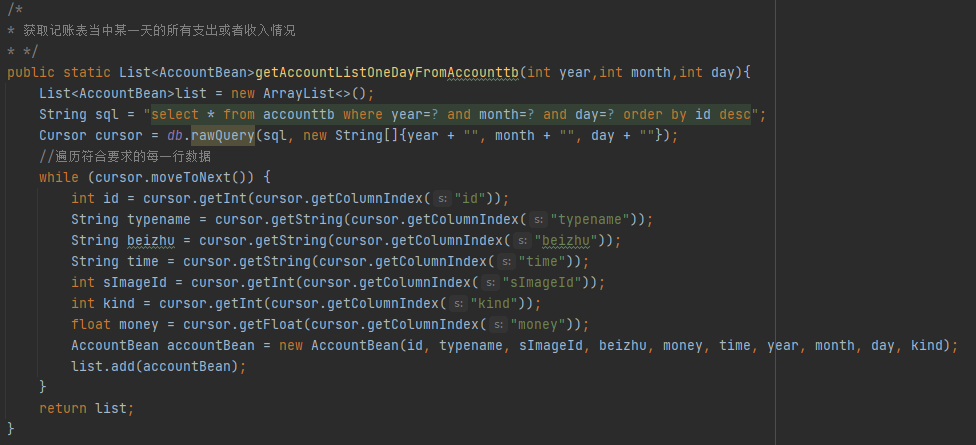 /*
* 获取记账表当中某一天的所有支出或者收入情况
* */
public static List<AccountBean>getAccountListOneDayFromAccounttb(int year,int month,int day){
List<AccountBean>list = new ArrayList<>();
String sql = "select * from accounttb where year=? and month=? and day=? order by id desc";
Cursor cursor = db.rawQuery(sql, new String[]{year + "", month + "", day + ""});
//遍历符合要求的每一行数据
while (cursor.moveToNext()) {
int id = cursor.getInt(cursor.getColumnIndex( s: "id"));
String typename = cursor.getString(cursor.getColumnIndex( s: "typename"));
String beizhu = cursor.getString(cursor.getColumnIndex( s: "beizhu"));
String time = cursor.getString(cursor.getColumnIndex( s: "time"));
int sImageId = cursor.getInt(cursor.getColumnIndex( s: "sImageId"));
int kind = cursor.getInt(cursor.getColumnIndex( s: "kind"));
float money = cursor.getFloat(cursor.getColumnIndex( s: "money"));
AccountBean accountBean = new AccountBean(id, typename, sImageId, beizhu, money, time, year, month, day, kind);
list.add(accountBean);
}
return list;
}